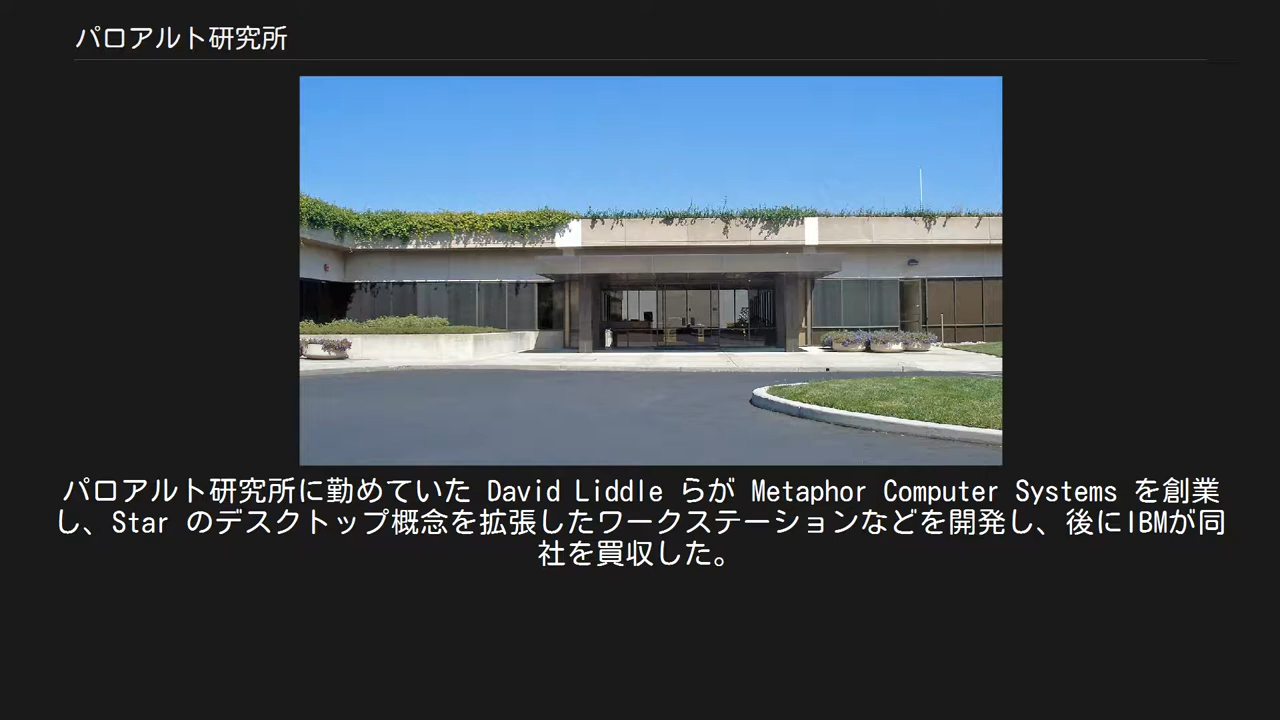 パロアルト研究所
パロアルト研究所に勤めていた David Liddle らが Metaphor Computer Systems を創業
し、Star のデスクトップ概念を拡張したワークステーションなどを開発し、後にIBMが同
社を買収した。